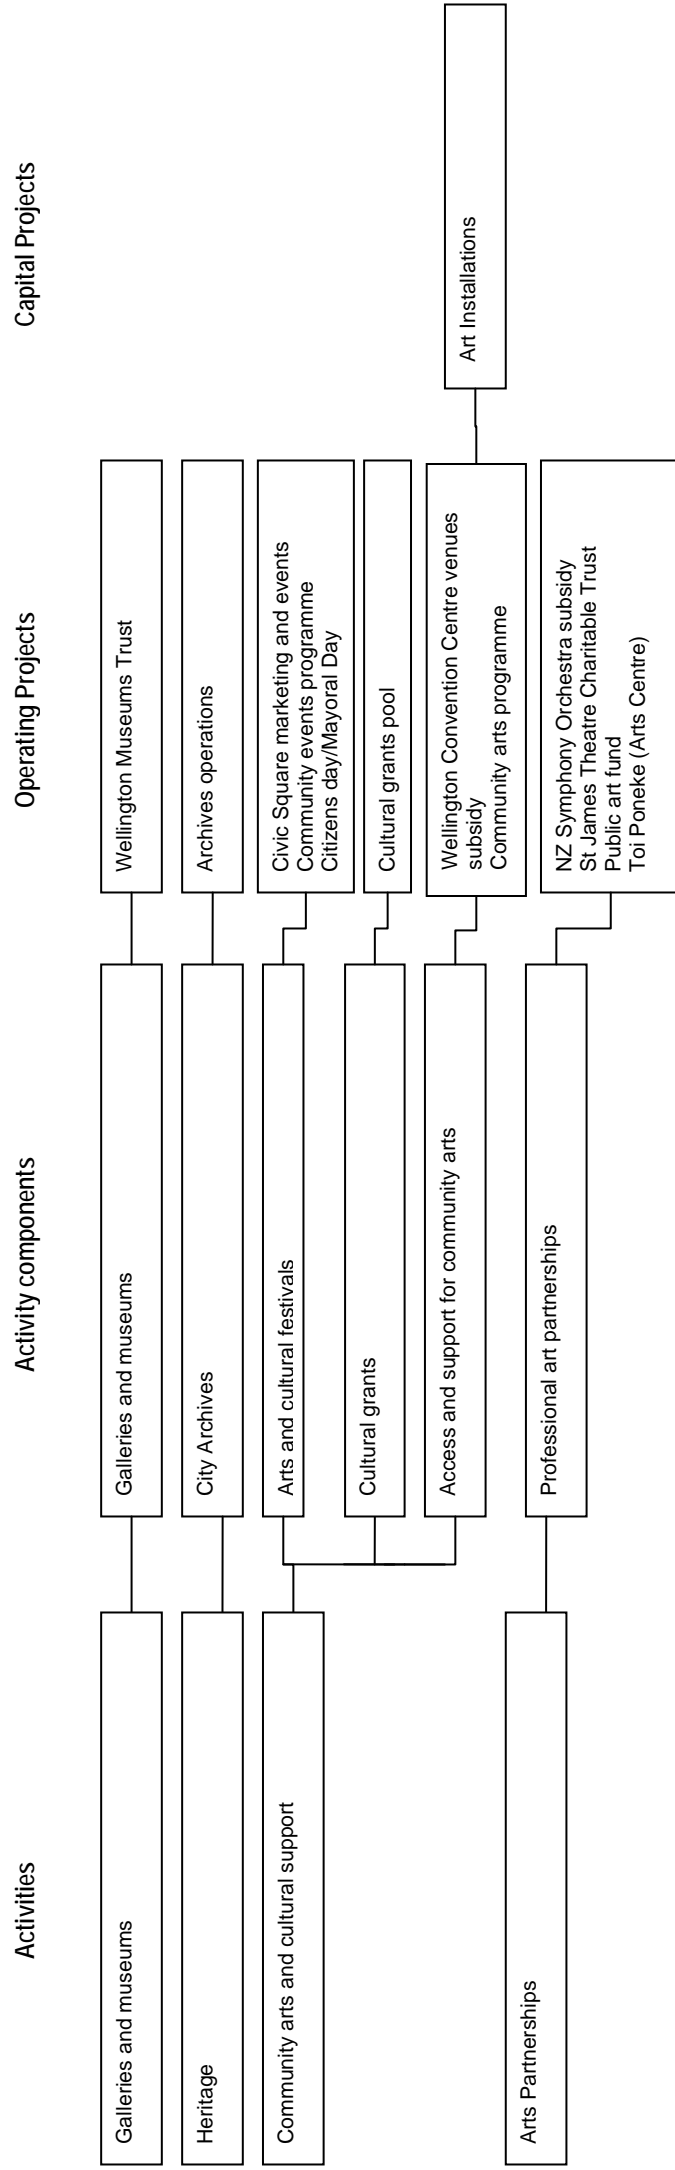 Activities
Activity components
Operating Projects
Capital Projects
Galleries and museums
Galleries and museums
Wellington Museums Trust
Heritage
City Archives
Archives operations
Community arts and cultural support
Arts and cultural festivals
Civic Square marketing and events
Community events programme
Citizens day/Mayoral Day
Cultural grants
Cultural grants pool
Access and support for community arts
Wellington Convention Centre venues
subsidy
Community arts programme
Art Installations
Arts Partnerships
Professional art partnerships
NZ Symphony Orchestra subsidy
St James Theatre Charitable Trust
Public art fund
Toi Poneke (Arts Centre)